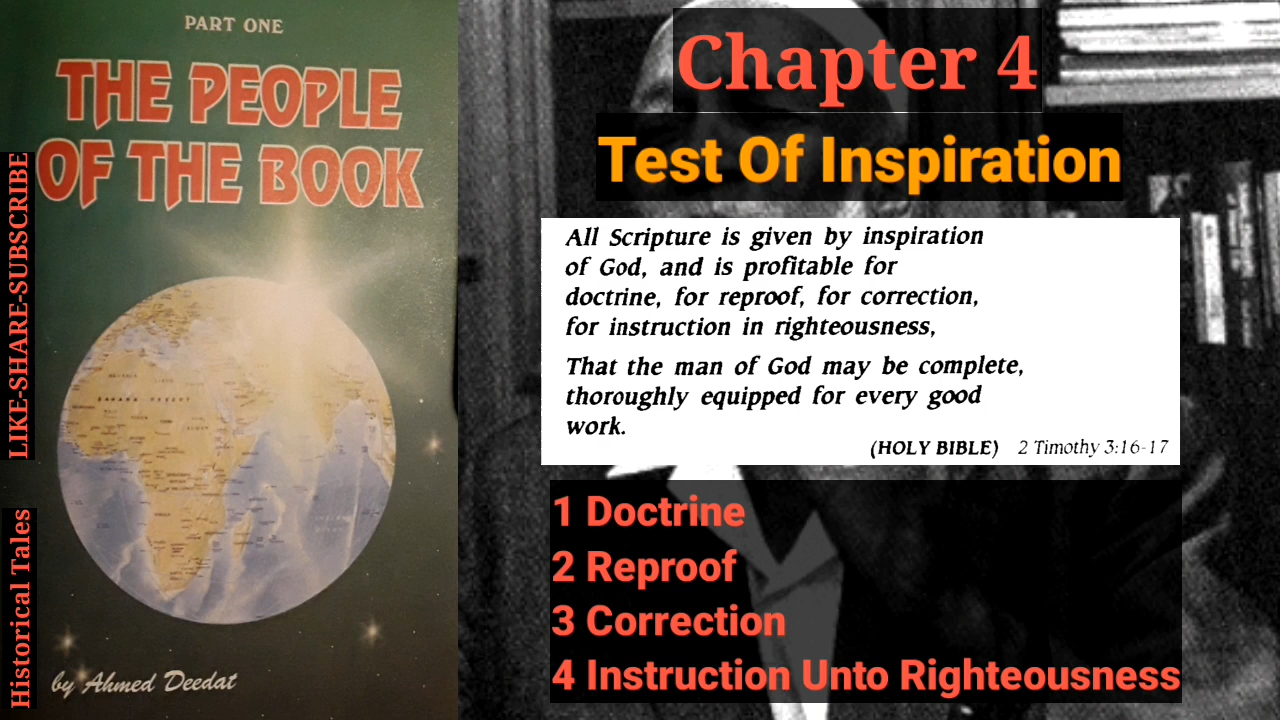 PART ONE
THE PEOPLE
OF THE BOOK
SAHARA DESERT
by Ahmed Deedat
LIKE-SHARE-SUBSCRIBE
Historical Tales
Chapter 4
Test Of Inspiration
All Scripture is given by inspiration
of God, and is profitable for
doctrine, for reproof, for correction,
for instruction in righteousness,
That the man of God may be complete,
thoroughly equipped for every good
work.
(HOLY BIBLE) 2 Timothy 3:16-17
1 Doctrine
2 Reproof
3 Correction
4 Instruction Unto Righteousness